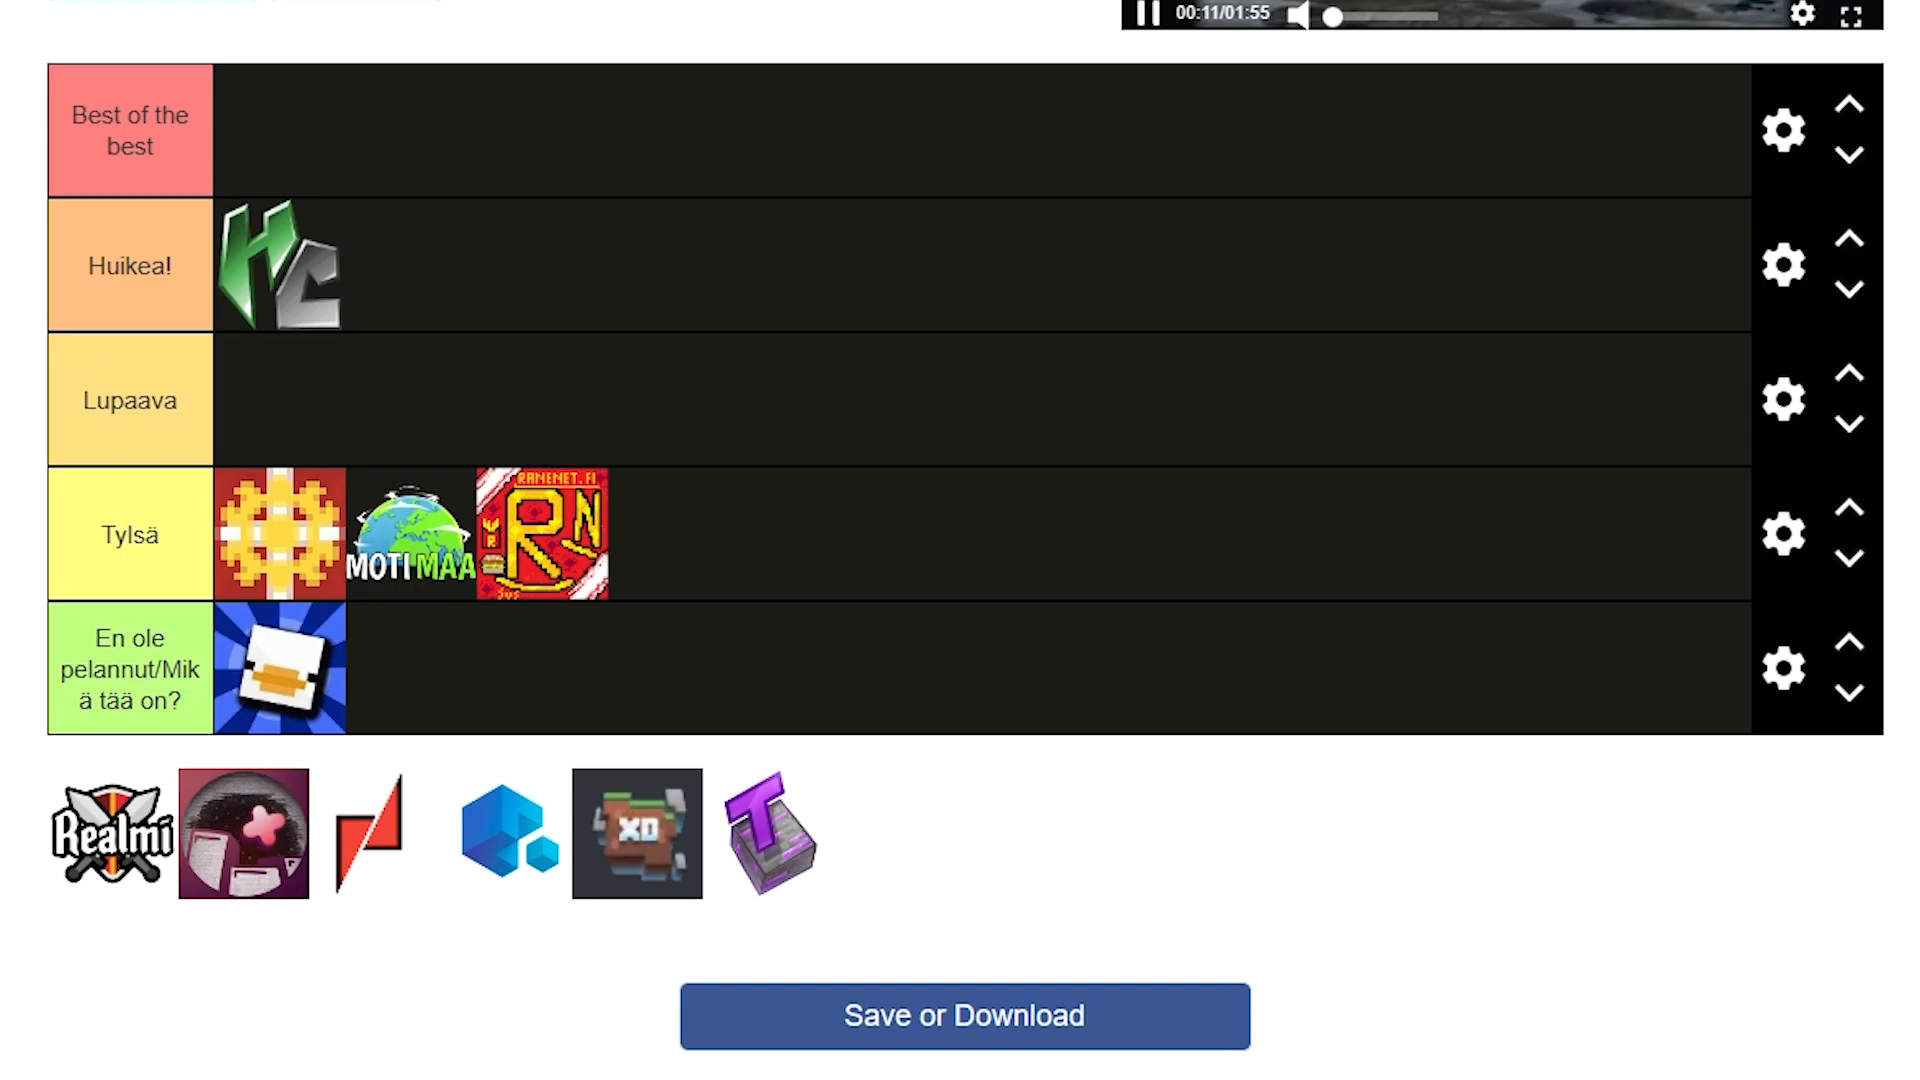 00:11/01:55
Best of the
best
Huikea!
HC
Lupaava
Tylsä
MOTI MAA
RANENET.FI
RN
En ole
pelannut/Mik
ä tää on?
Realmi
XD
T
Save or Download